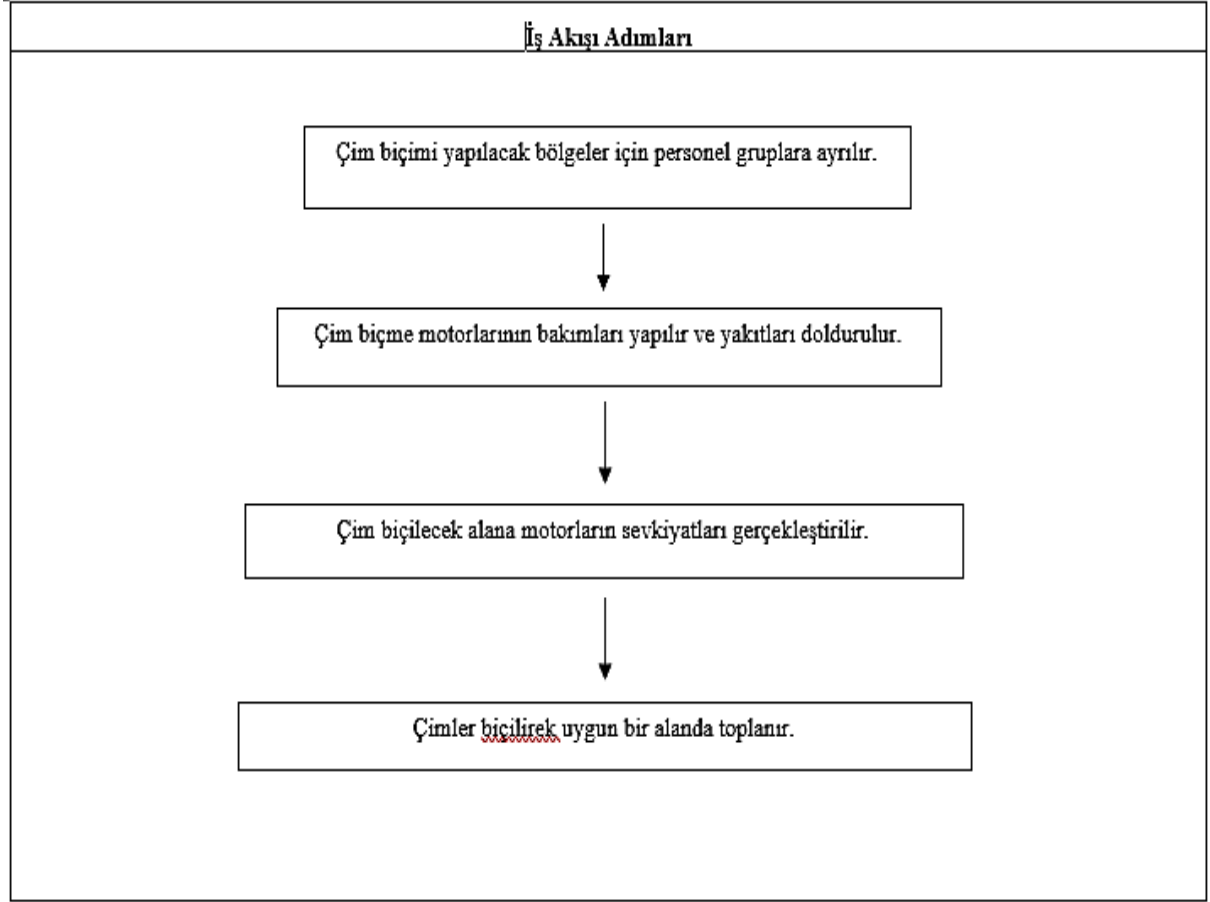 İş Akışı Adımları
Çim biçimi yapılacak bölgeler için personel gruplara ayrılır.
Çim biçme motorlarının bakımları yapılır ve yakıtları doldurulur.
Çim biçilecek alana motorların sevkiyatları gerçekleştirilir.
Çimler biçilirek uygun bir alanda toplanır.